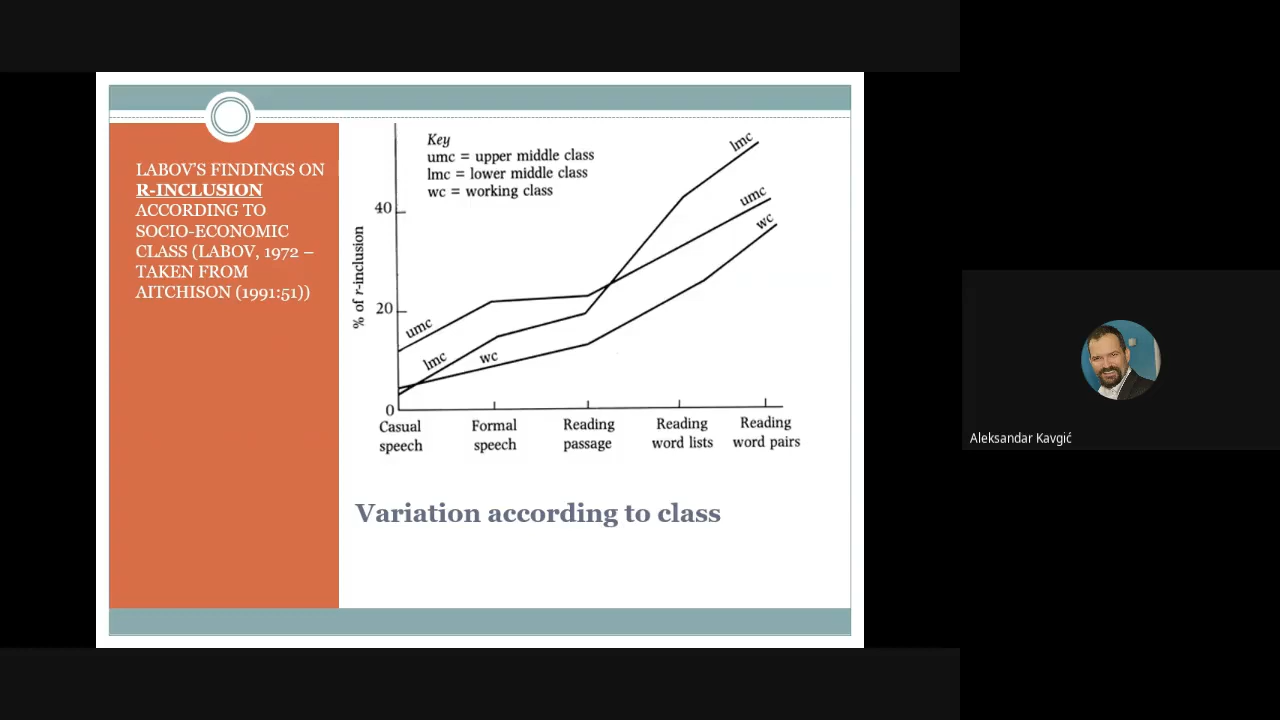 LABOV'S FINDINGS ON
R-INCLUSION
ACCORDING TO
SOCIO-ECONOMIC
CLASS (LABOV, 1972 –
TAKEN FROM
AITCHISON (1991:51))
Key
umc = upper middle class
lmc = lower middle class
wc = working class
% of r-inclusion
40
20
0
umc
lmc
wc
lmc
umc
wc
Casual speech
Formal speech
Reading passage
Reading word lists
Reading word pairs
Variation according to class
Aleksandar Kavgić